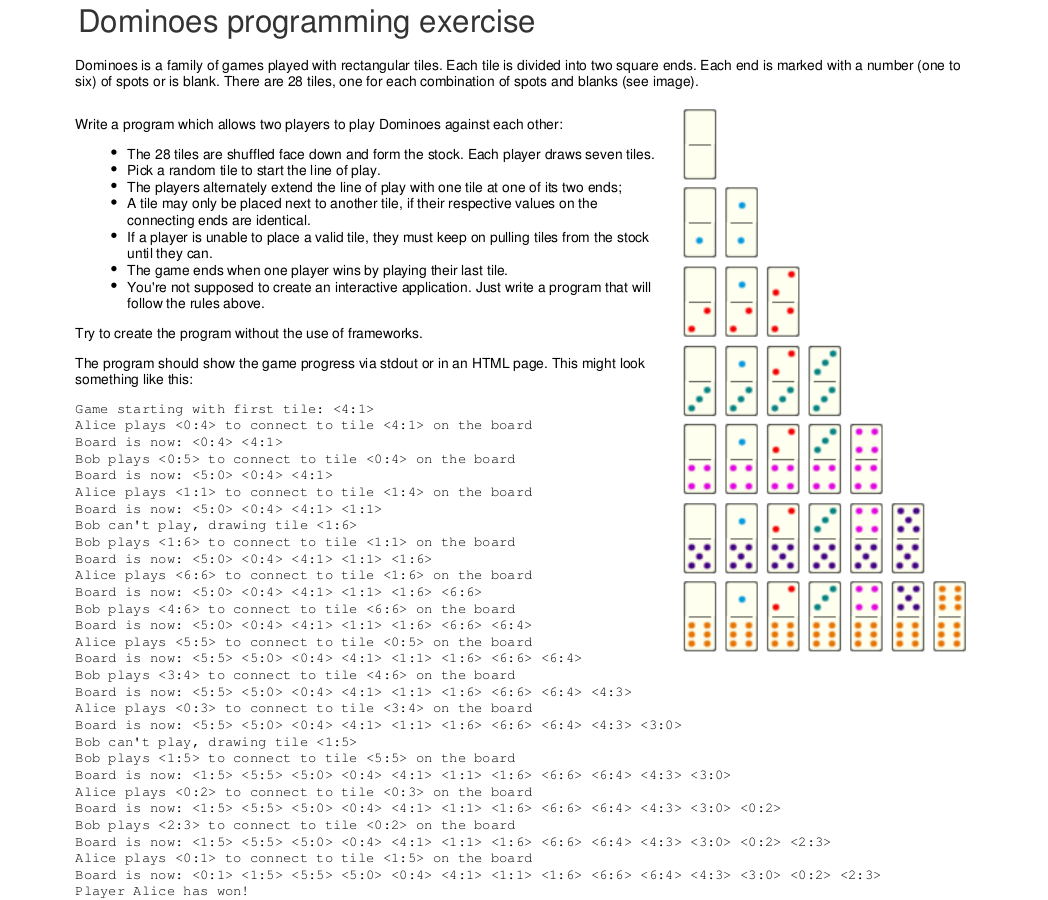 Dominoes programming exercise
Dominoes is a family of games played with rectangular tiles. Each tile is divided into two square ends. Each end is marked with a number (one to
six) of spots or is blank. There are 28 tiles, one for each combination of spots and blanks (see image).
Write a program which allows two players to play Dominoes against each other:
• The 28 tiles are shuffled face down and form the stock. Each player draws seven tiles.
• Pick a random tile to start the line of play.
• The players alternately extend the line of play with one tile at one of its two ends;
• A tile may only be placed next to another tile, if their respective values on the
connecting ends are identical.
• If a player is unable to place a valid tile, they must keep on pulling tiles from the stock
until they can.
• The game ends when one player wins by playing their last tile.
• You're not supposed to create an interactive application. Just write a program that will
follow the rules above.
Try to create the program without the use of frameworks.
The program should show the game progress via stdout or in an HTML page. This might look
something like this:
Game starting with first tile: <4:1>
Alice plays <0:4> to connect to tile <4:1> on the board
Board is now: <0:4> <4:1>
Bob plays <0:5> to connect to tile <0:4> on the board
Board is now: <5:0> <0:4> <4:1>
Alice plays <1:1> to connect to tile <1:4> on the board
Board is now: <5:0> <0:4> <4:1> <1:1>
Bob can't play, drawing tile <1:6>
Bob plays <1:6> to connect to tile <1:1> on the board
Board is now: <5:0> <0:4> <4:1> <1:1> <1:6>
Alice plays <6:6> to connect to tile <1:6> on the board
Board is now: <5:0> <0:4> <4:1> <1:1> <1:6> <6:6>
Bob plays <4:6> to connect to tile <6:6> on the board
Board is now: <5:0> <0:4> <4:1> <1:1> <1:6> <6:6> <6:4>
Alice plays <5:5> to connect to tile <0:5> on the board
Board is now: <5:5> <5:0> <0:4> <4:1> <1:1> <1:6> <6:6> <6:4>
Bob plays <3:4> to connect to tile <4:6> on the board
Board is now: <5:5> <5:0> <0:4> <4:1> <1:1> <1:6> <6:6> <6:4> <4:3>
Alice plays <0:3> to connect to tile <3:4> on the board
Board is now: <5:5> <5:0> <0:4> <4:1> <1:1> <1:6> <6:6> <6:4> <4:3> <3:0>
Bob can't play, drawing tile <1:5>
Bob plays <1:5> to connect to tile <5:5> on the board
Board is now: <1:5> <5:5> <5:0> <0:4> <4:1> <1:1> <1:6> <6:6> <6:4> <4:3> <3:0>
Alice plays <0:2> to connect to tile <0:3> on the board
Board is now: <1:5> <5:5> <5:0> <0:4> <4:1> <1:1> <1:6> <6:6> <6:4> <4:3> <3:0> <0:2>
Bob plays <2:3> to connect to tile <0:2> on the board
Board is now: <1:5> <5:5> <5:0> <0:4> <4:1> <1:1> <1:6> <6:6> <6:4> <4:3> <3:0> <0:2> <2:3>
Alice plays <0:1> to connect to tile <1:5> on the board
Board is now: <0:1> <1:5> <5:5> <5:0> <0:4> <4:1> <1:1> <1:6> <6:6> <6:4> <4:3> <3:0> <0:2> <2:3>
Player Alice has won!